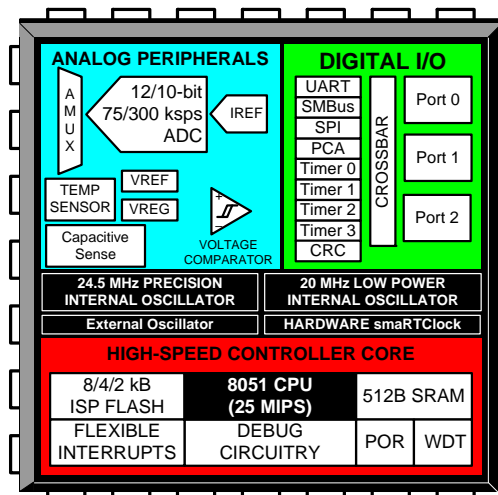 ANALOG PERIPHERALS
A
M
U
X
12/10-bit
75/300 ksps
ADC
IREF
TEMP
SENSOR
VREF
VREG
Capacitive
Sense
+
–
VOLTAGE
COMPARATOR
DIGITAL I/O
UART
SMBus
SPI
PCA
Timer 0
Timer 1
Timer 2
Timer 3
CRC
CROSSBAR
Port 0
Port 1
Port 2
24.5 MHz PRECISION
INTERNAL OSCILLATOR
20 MHz LOW POWER
INTERNAL OSCILLATOR
External Oscillator
HARDWARE smaRTClock
HIGH-SPEED CONTROLLER CORE
8/4/2 kB
ISP FLASH
8051 CPU
(25 MIPS)
512B SRAM
FLEXIBLE
INTERRUPTS
DEBUG
CIRCUITRY
POR
WDT